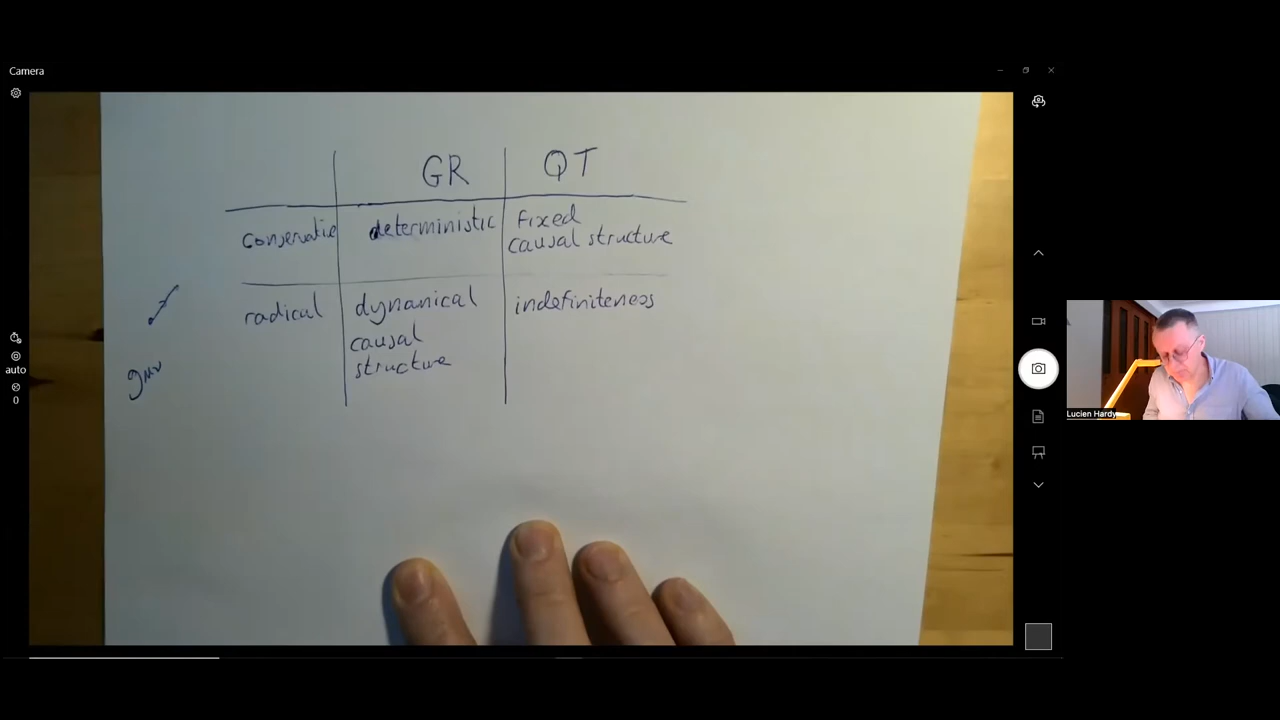 Camera
GR QT
conservatie deterministic Fixed
causal structure
radical dynamical indefiniteness
causal
structure
gμν
auto
0
Lucien Hardy